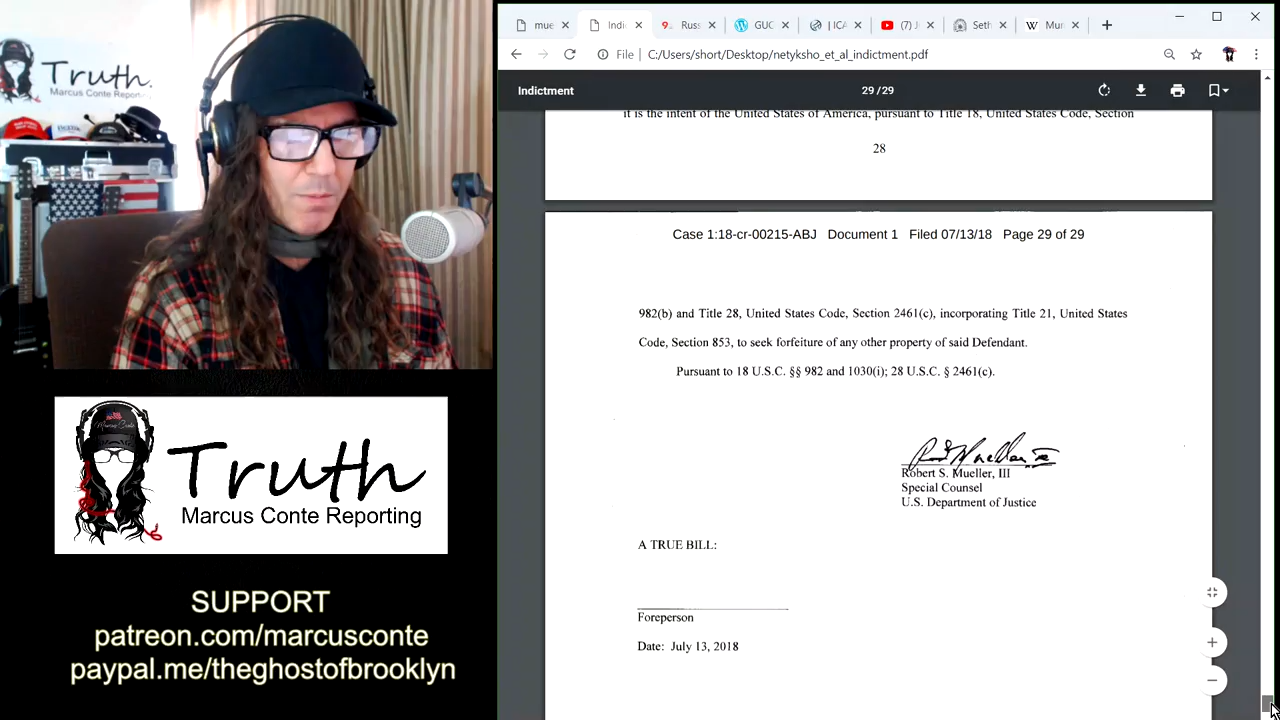 Truth.
Marcus Conte Reporting
Truth
Marcus Conte Reporting
SUPPORT
patreon.com/marcusconte
paypal.me/theghostofbrooklyn
mue
Indic
Russ
GUC
| ICA
(7) J
Seth
W Mur
File | C:/Users/short/Desktop/netyksho_et_al_indictment.pdf
Indictment
29 / 29
it is the intent of the United States of America, pursuant to Title 18, United States Code, Section
28
Case 1:18-cr-00215-ABJ Document 1 Filed 07/13/18 Page 29 of 29
982(b) and Title 28, United States Code, Section 2461(c), incorporating Title 21, United States
Code, Section 853, to seek forfeiture of any other property of said Defendant.
Pursuant to 18 U.S.C. §§ 982 and 1030(i); 28 U.S.C. § 2461(c).
Robert S. Mueller, III
Special Counsel
U.S. Department of Justice
A TRUE BILL:
Foreperson
Date: July 13, 2018